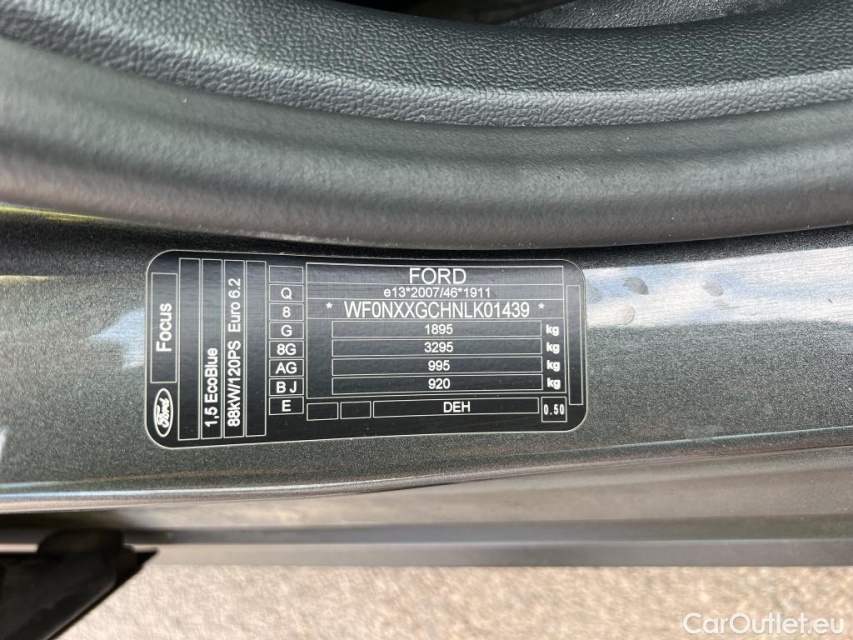 FORD
e13*2007/46*1911
* WF0NXXGCHNLK01439 *
1895 kg
3295 kg
995 kg
920 kg
DEH 0.50
Q
8
G
8G
AG
B J
E
Focus
Ford
1,5 EcoBlue
88kW/120PS Euro 6.2
CarOutlet.eu